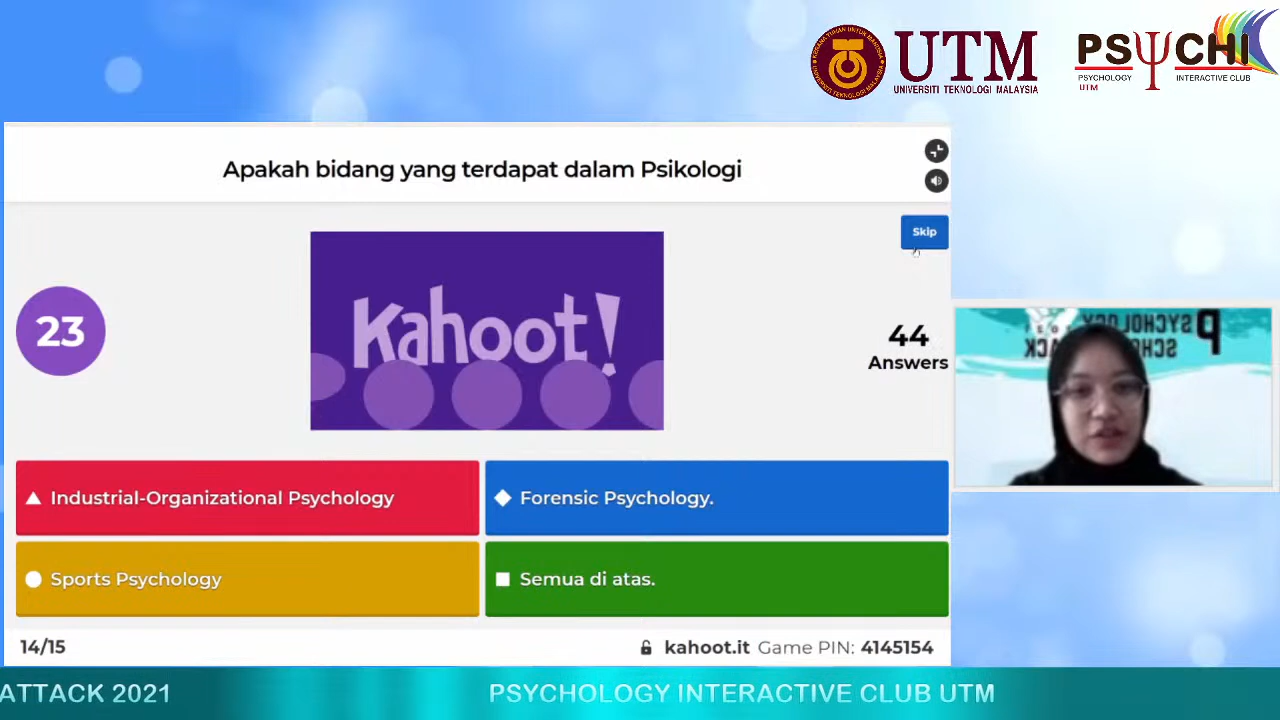 UTM
UNIVERSITI TEKNOLOGI MALAYSIA
PSΨCHI
PSYCHOLOGY INTERACTIVE CLUB
UTM
Apakah bidang yang terdapat dalam Psikologi
Skip
23
Kahoot!
44
Answers
Industrial-Organizational Psychology
Forensic Psychology.
Sports Psychology
Semua di atas.
14/15
kahoot.it Game PIN: 4145154
ATTACK 2021
PSYCHOLOGY INTERACTIVE CLUB UTM